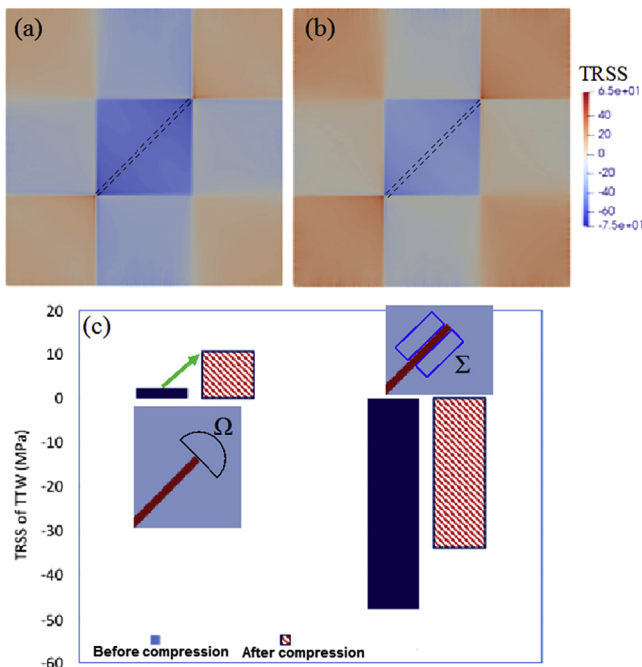 (a)
(b)
TRSS
6.5e+01
40
20
0
-20
-40
-60
-7.5e+01
(c)
20
10
0
-10
-20
-30
-40
-50
-60
TRSS of TTW (MPa)
Ω
Σ
Before compression
After compression